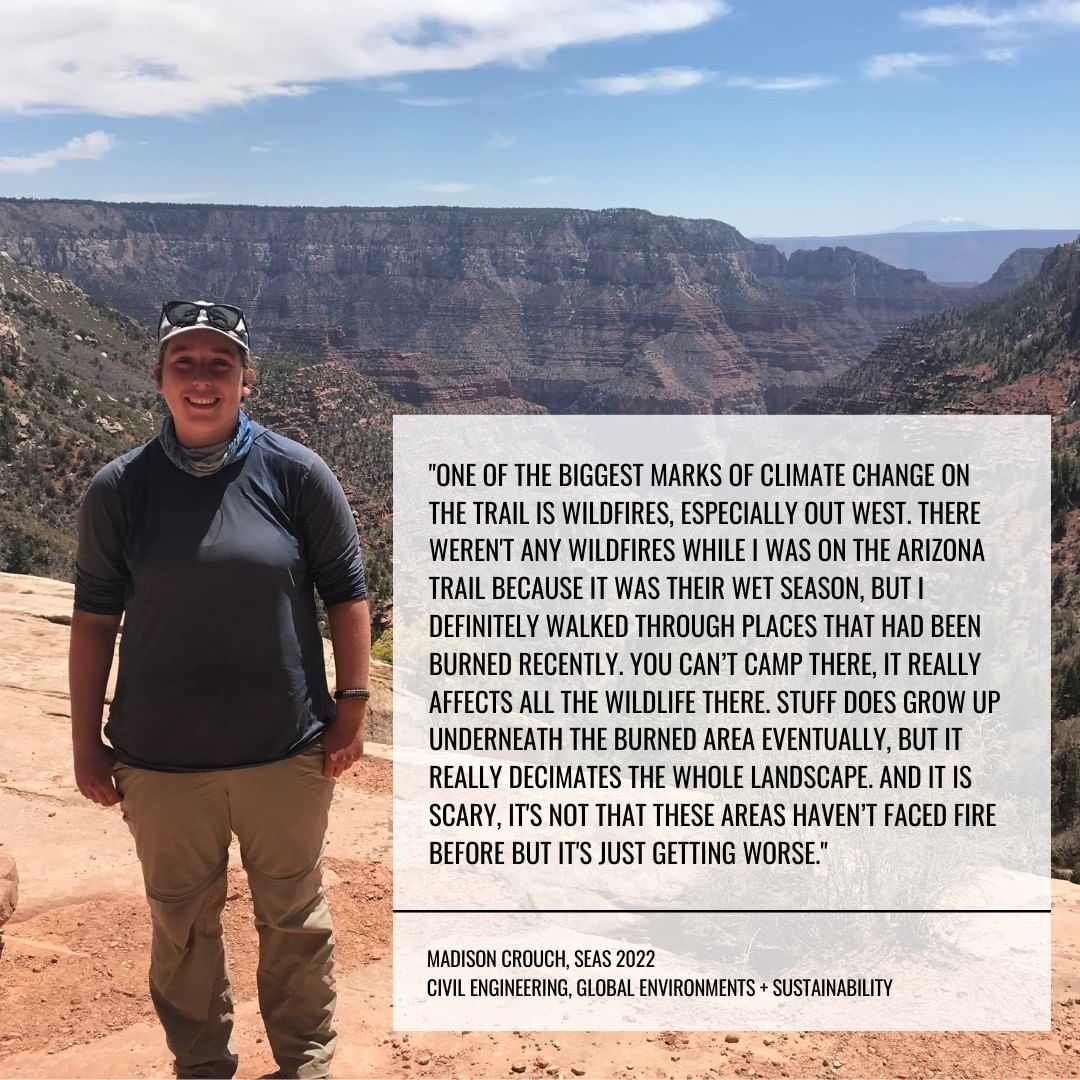 "ONE OF THE BIGGEST MARKS OF CLIMATE CHANGE ON
THE TRAIL IS WILDFIRES, ESPECIALLY OUT WEST. THERE
WEREN'T ANY WILDFIRES WHILE I WAS ON THE ARIZONA
TRAIL BECAUSE IT WAS THEIR WET SEASON, BUT I
DEFINITELY WALKED THROUGH PLACES THAT HAD BEEN
BURNED RECENTLY. YOU CAN’T CAMP THERE, IT REALLY
AFFECTS ALL THE WILDLIFE THERE. STUFF DOES GROW UP
UNDERNEATH THE BURNED AREA EVENTUALLY, BUT IT
REALLY DECIMATES THE WHOLE LANDSCAPE. AND IT IS
SCARY, IT'S NOT THAT THESE AREAS HAVEN’T FACED FIRE
BEFORE BUT IT'S JUST GETTING WORSE."
MADISON CROUCH, SEAS 2022
CIVIL ENGINEERING, GLOBAL ENVIRONMENTS + SUSTAINABILITY